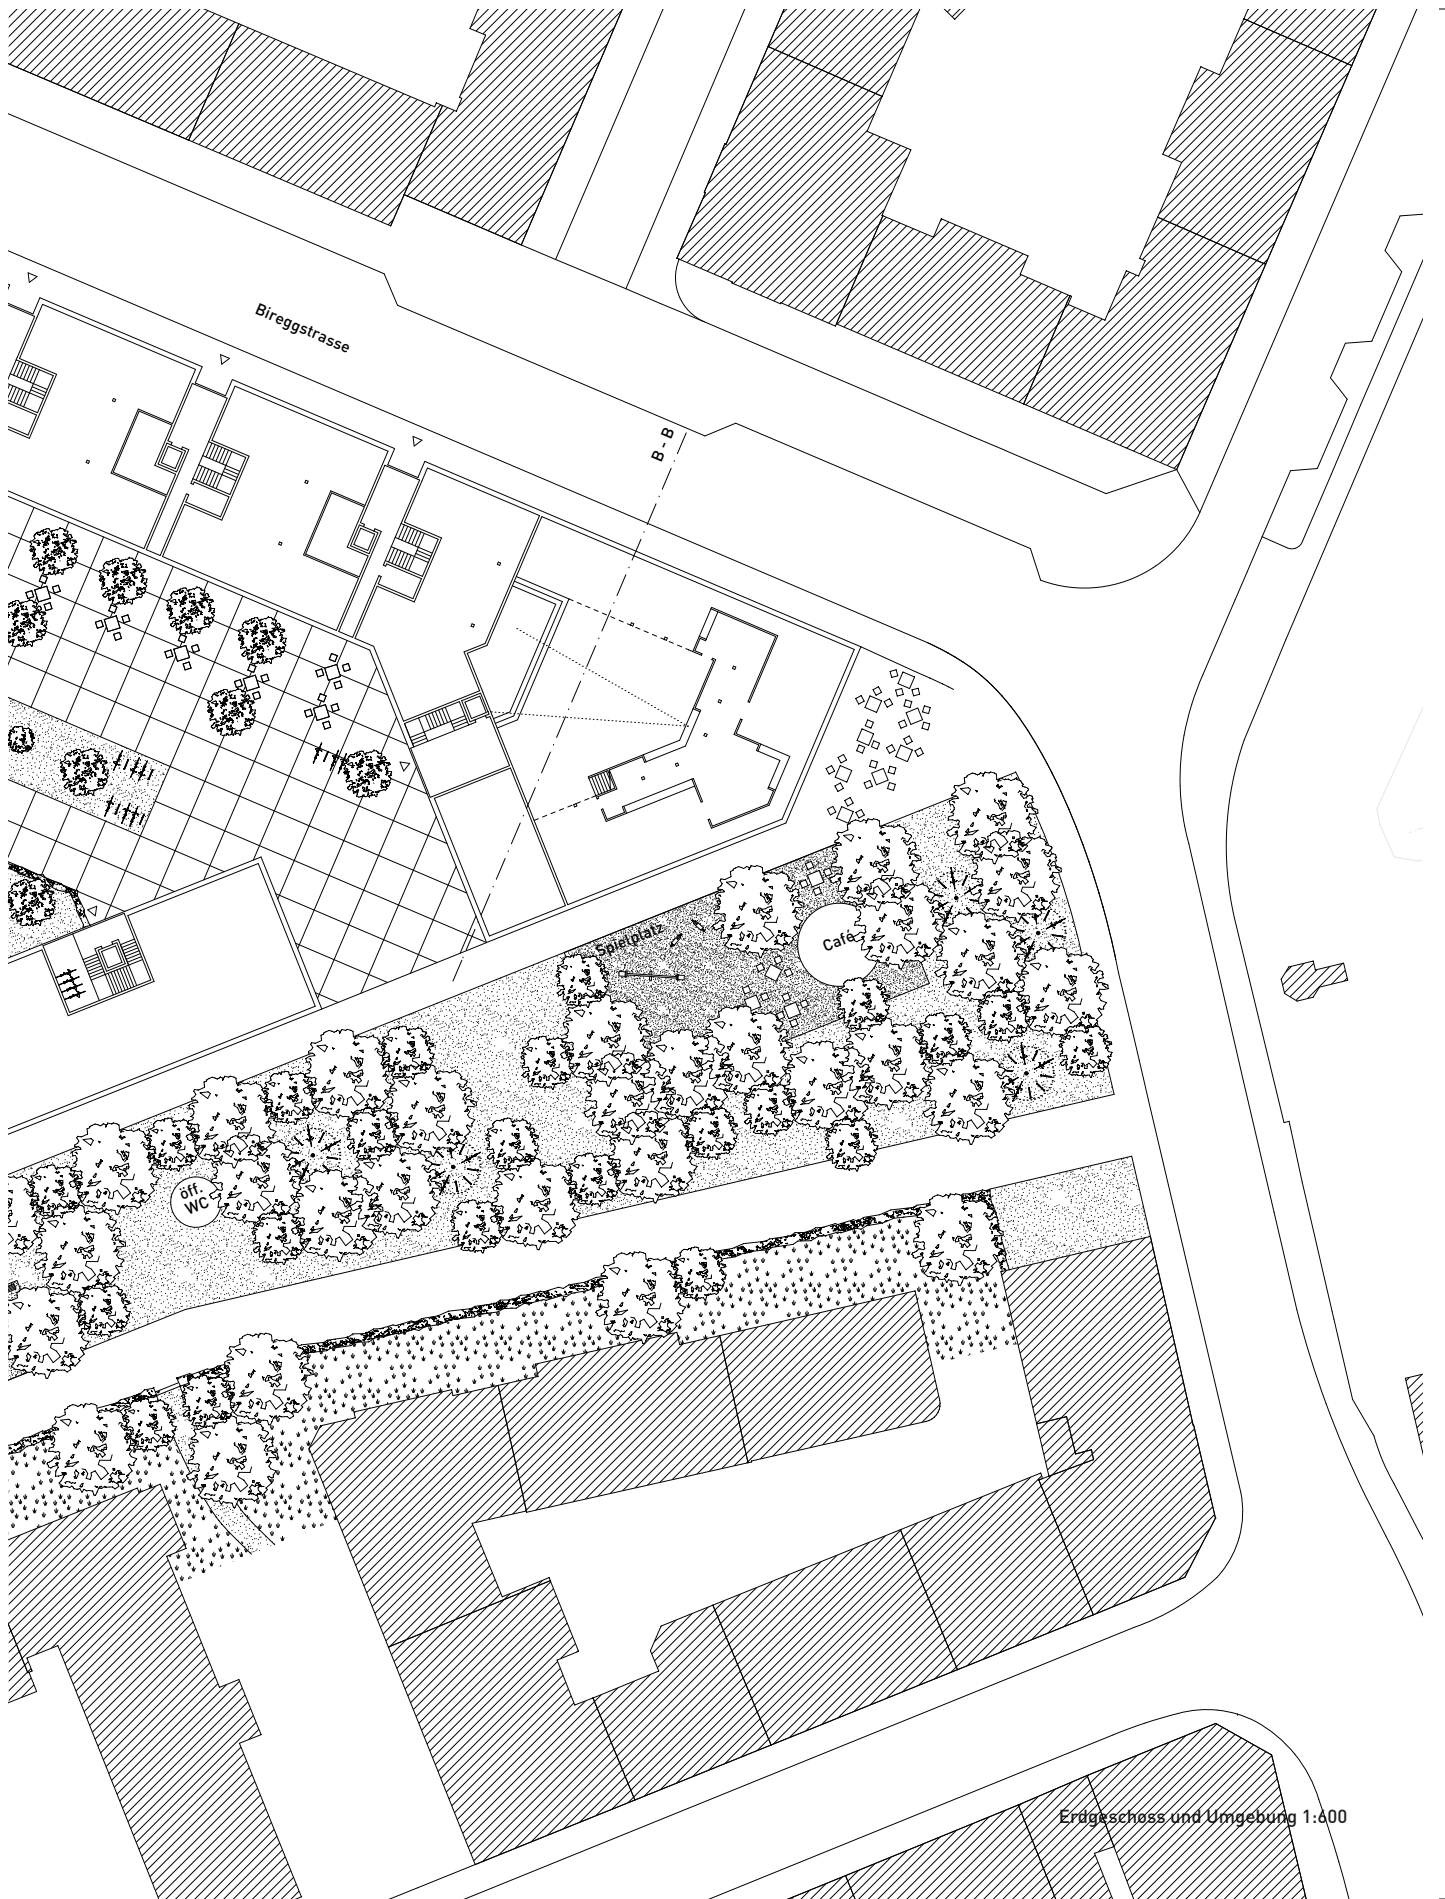 Bireggstrasse
B - B
Spielplatz
Café
öff.
WC
Erdgeschoss und Umgebung 1:600